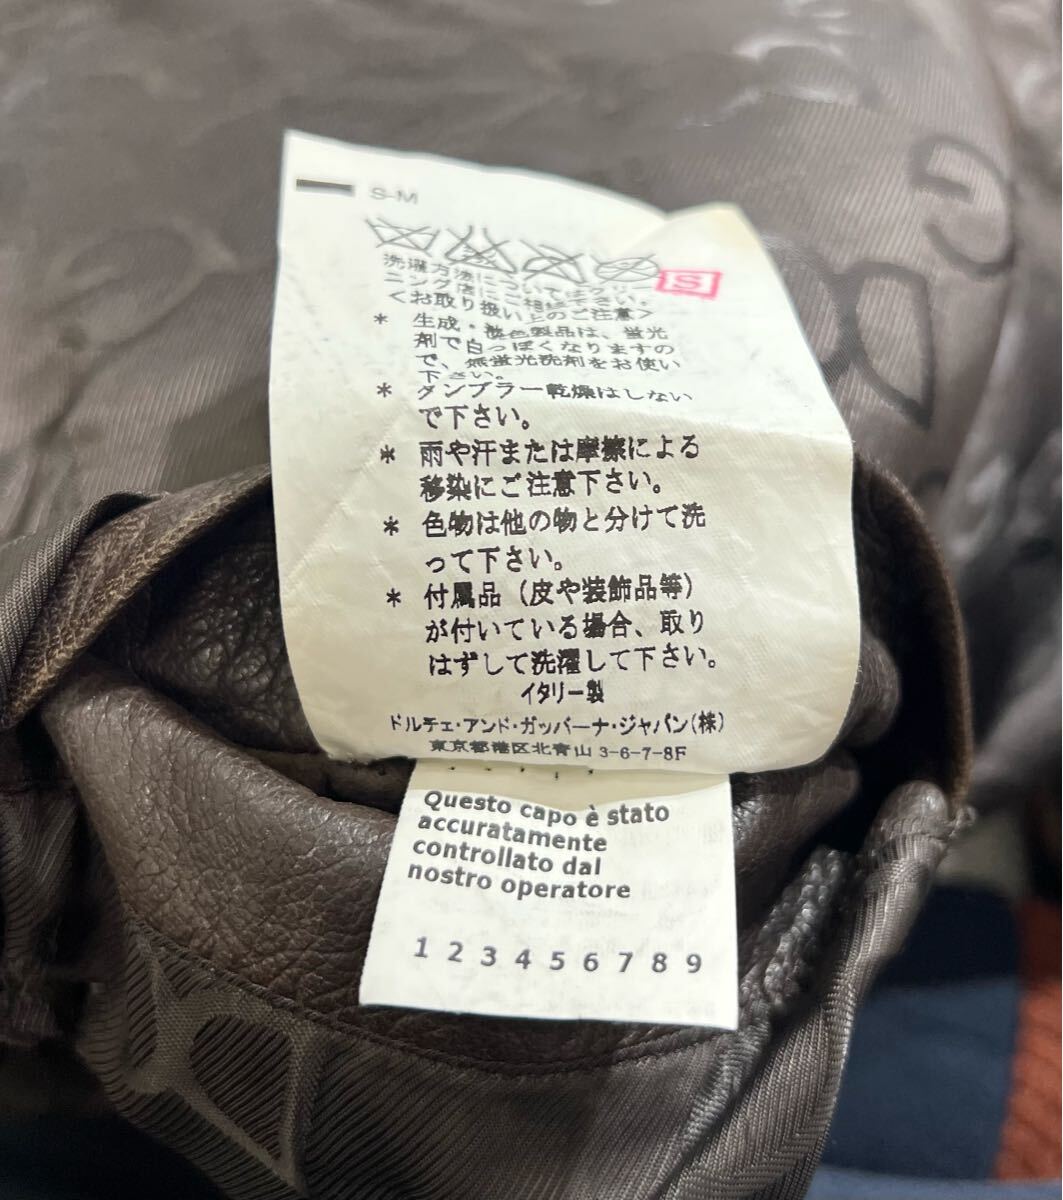 S-M
S
洗濯方法についてはクリー
ニング店にご相談下さい。
<お取り扱い上のご注意>
* 生成・淡色製品は、蛍光
剤で白っぽくなりますの
で、無蛍光洗剤をお使い
下さい。
* タンブラー乾燥はしない
で下さい。
* 雨や汗または摩擦による
移染にご注意下さい。
* 色物は他の物と分けて洗
って下さい。
* 付属品（皮や装飾品等）
が付いている場合、取り
はずして洗濯して下さい。
イタリー製
ドルチェ・アンド・ガッバーナ・ジャパン(株)
東京都港区北青山 3-6-7-8F
Questo capo è stato
accuratamente
controllato dal
nostro operatore
1 2 3 4 5 6 7 8 9